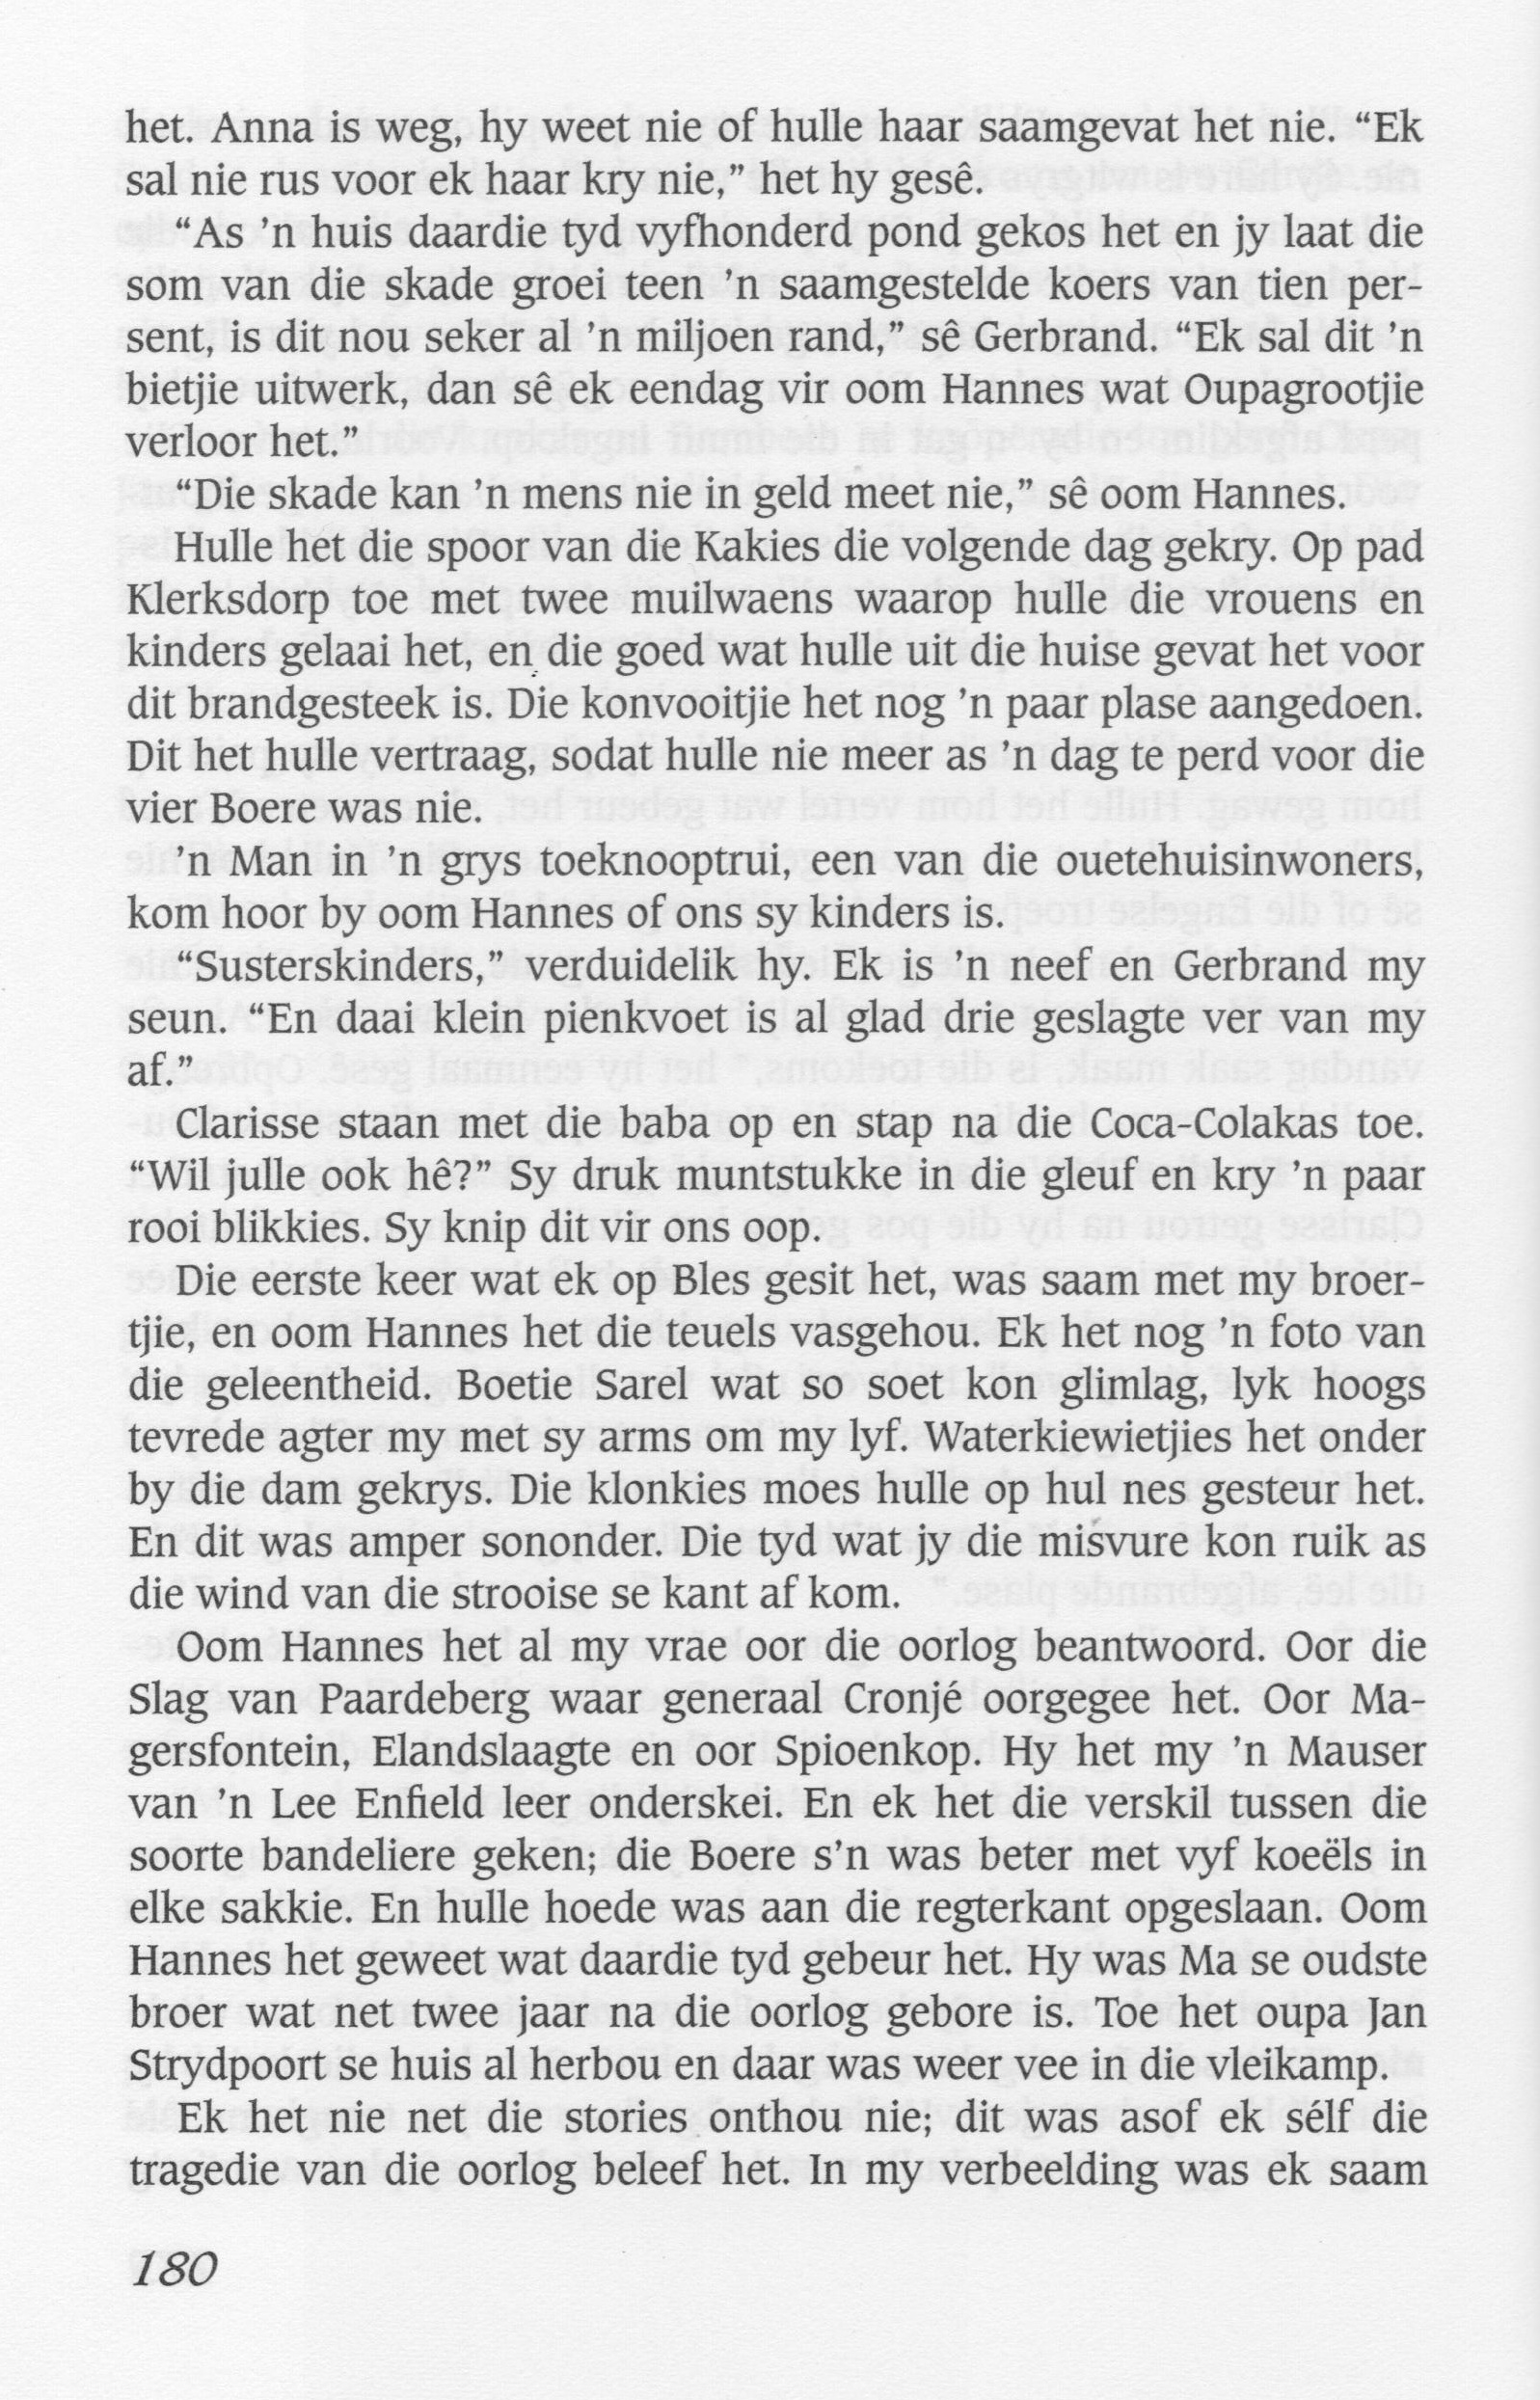 het. Anna is weg, hy weet nie of hulle haar saamgevat het nie. “Ek
sal nie rus voor ek haar kry nie,” het hy gesê.
“As ’n huis daardie tyd vyfhonderd pond gekos het en jy laat die
som van die skade groei teen ’n saamgestelde koers van tien per-
sent, is dit nou seker al ’n miljoen rand,” sê Gerbrand. “Ek sal dit ’n
bietjie uitwerk, dan sê ek eendag vir oom Hannes wat Oupagrootjie
verloor het.”
“Die skade kan ’n mens nie in geld meet nie,” sê oom Hannes.
Hulle het die spoor van die Kakies die volgende dag gekry. Op pad
Klerksdorp toe met twee muilwaens waarop hulle die vrouens en
kinders gelaai het, en die goed wat hulle uit die huise gevat het voor
dit brandgesteek is. Die konvooitjie het nog ’n paar plase aangedoen.
Dit het hulle vertraag, sodat hulle nie meer as ’n dag te perd voor die
vier Boere was nie.
’n Man in ’n grys toeknooptrui, een van die ouetehuisinwoners,
kom hoor by oom Hannes of ons sy kinders is.
“Susterskinders,” verduidelik hy. Ek is ’n neef en Gerbrand my
seun. “En daai klein pienkvoet is al glad drie geslagte ver van my
af.”
Clarisse staan met die baba op en stap na die Coca-Colakas toe.
“Wil julle ook hê?” Sy druk muntstukke in die gleuf en kry ’n paar
rooi blikkies. Sy knip dit vir ons oop.
Die eerste keer wat ek op Bles gesit het, was saam met my broer-
tjie, en oom Hannes het die teuels vasgehou. Ek het nog ’n foto van
die geleentheid. Boetie Sarel wat so soet kon glimlag, lyk hoogs
tevrede agter my met sy arms om my lyf. Waterkiewietjies het onder
by die dam gekrys. Die klonkies moes hulle op hul nes gesteur het.
En dit was amper sononder. Die tyd wat jy die misvure kon ruik as
die wind van die strooise se kant af kom.
Oom Hannes het al my vrae oor die oorlog beantwoord. Oor die
Slag van Paardeberg waar generaal Cronjé oorgegee het. Oor Ma-
gersfontein, Elandslaagte en oor Spioenkop. Hy het my ’n Mauser
van ’n Lee Enfield leer onderskei. En ek het die verskil tussen die
soorte bandeliere geken; die Boere s’n was beter met vyf koeëls in
elke sakkie. En hulle hoede was aan die regterkant opgeslaan. Oom
Hannes het geweet wat daardie tyd gebeur het. Hy was Ma se oudste
broer wat net twee jaar na die oorlog gebore is. Toe het oupa Jan
Strydpoort se huis al herbou en daar was weer vee in die vleikamp.
Ek het nie net die stories onthou nie; dit was asof ek sélf die
tragedie van die oorlog beleef het. In my verbeelding was ek saam
180